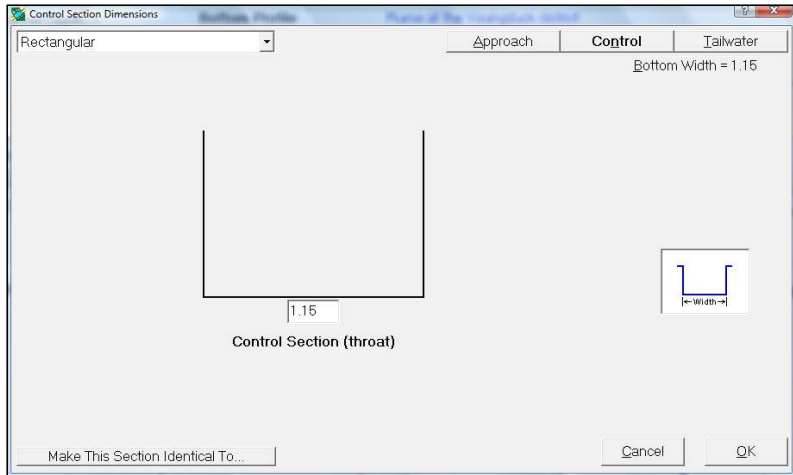 Control Section Dimensions
Rectangular
Approach
Control
Tailwater
Bottom Width = 1.15
1.15
Control Section (throat)
|←Width→|
Make This Section Identical To...
Cancel
OK